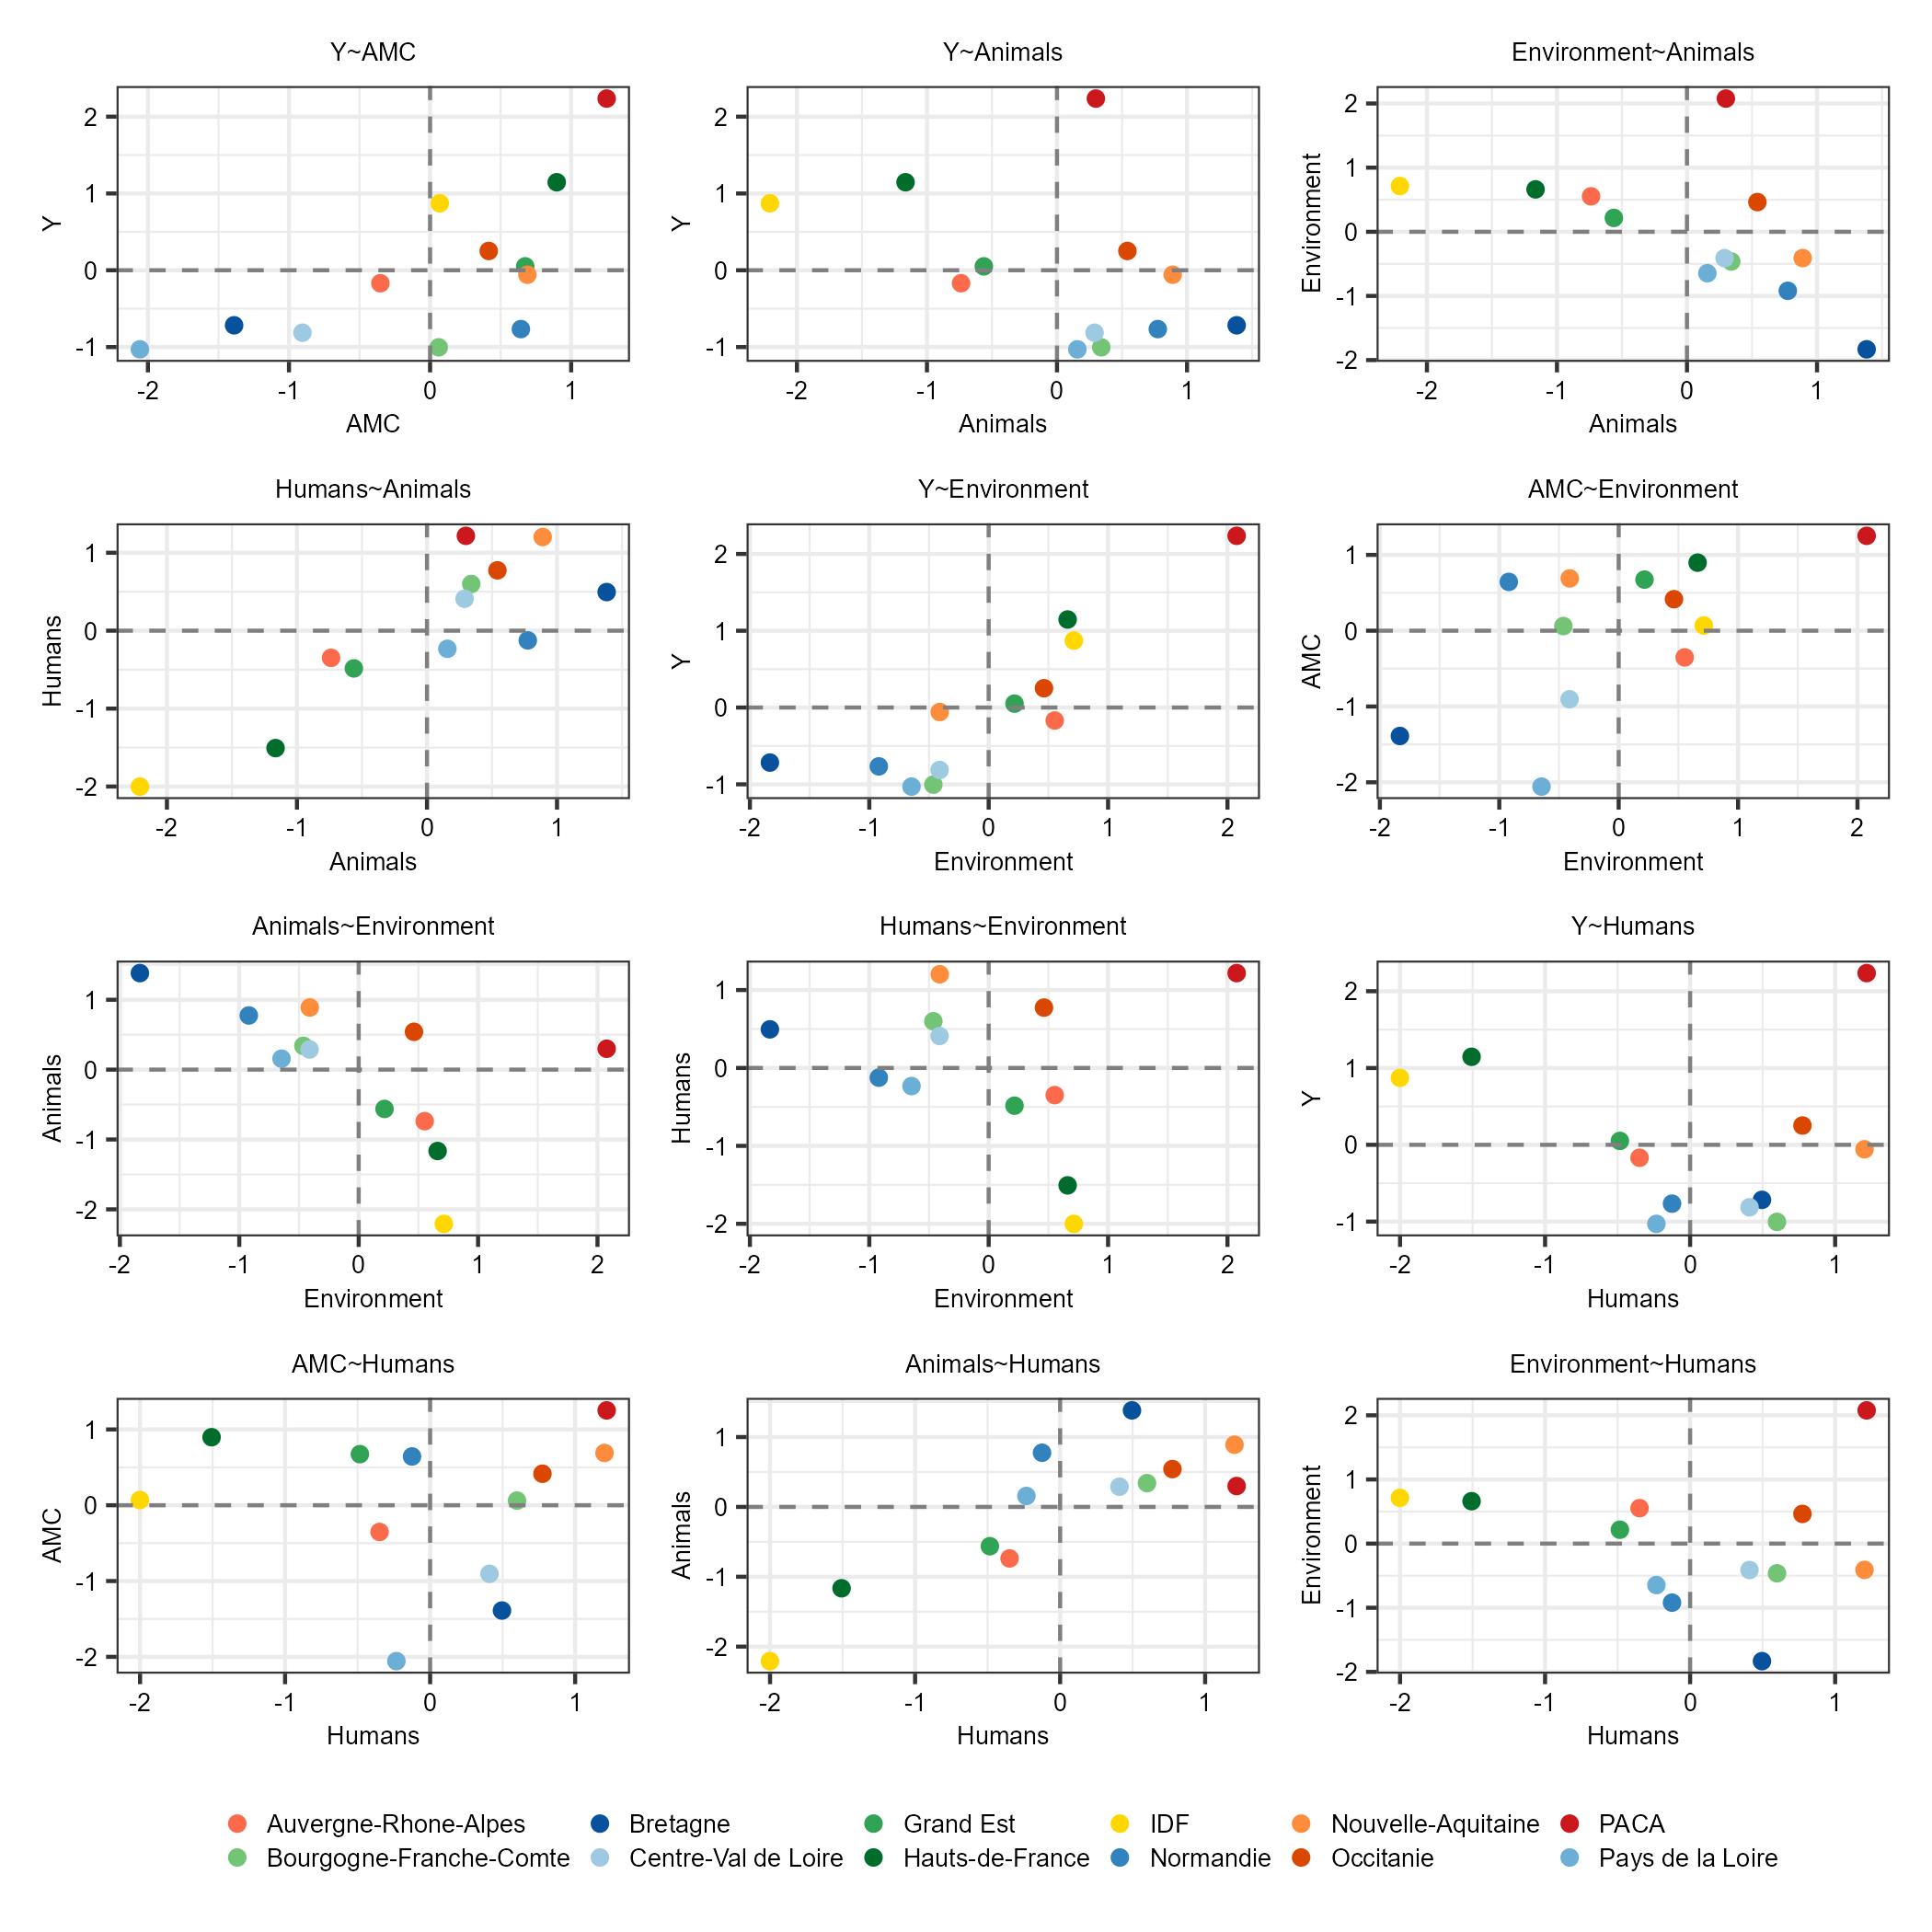 Y~AMC
Y~Animals
Environment~Animals
2
1
0
-1
Y
-2 -1 0 1
AMC
2
1
0
-1
Y
-2 -1 0 1
Animals
2
1
0
-1
-2
Environment
-2 -1 0 1
Animals
Humans~Animals
Y~Environment
AMC~Environment
1
0
-1
-2
Humans
-2 -1 0 1
Animals
2
1
0
-1
Y
-2 -1 0 1 2
Environment
1
0
-1
-2
AMC
-2 -1 0 1 2
Environment
Animals~Environment
Humans~Environment
Y~Humans
1
0
-1
-2
Animals
-2 -1 0 1 2
Environment
1
0
-1
-2
Humans
-2 -1 0 1 2
Environment
2
1
0
-1
Y
-2 -1 0 1
Humans
AMC~Humans
Animals~Humans
Environment~Humans
1
0
-1
-2
AMC
-2 -1 0 1
Humans
1
0
-1
-2
Animals
-2 -1 0 1
Humans
2
1
0
-1
-2
Environment
-2 -1 0 1
Humans
Auvergne-Rhone-Alpes Bretagne Grand Est IDF Nouvelle-Aquitaine PACA
Bourgogne-Franche-Comte Centre-Val de Loire Hauts-de-France Normandie Occitanie Pays de la Loire